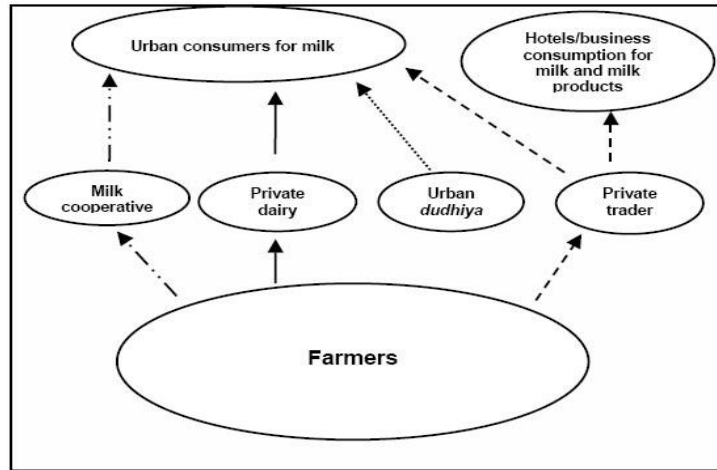 Urban consumers for milk
Hotels/business
consumption for
milk and milk
products
Milk
cooperative
Private
dairy
Urban
dudhiya
Private
trader
Farmers